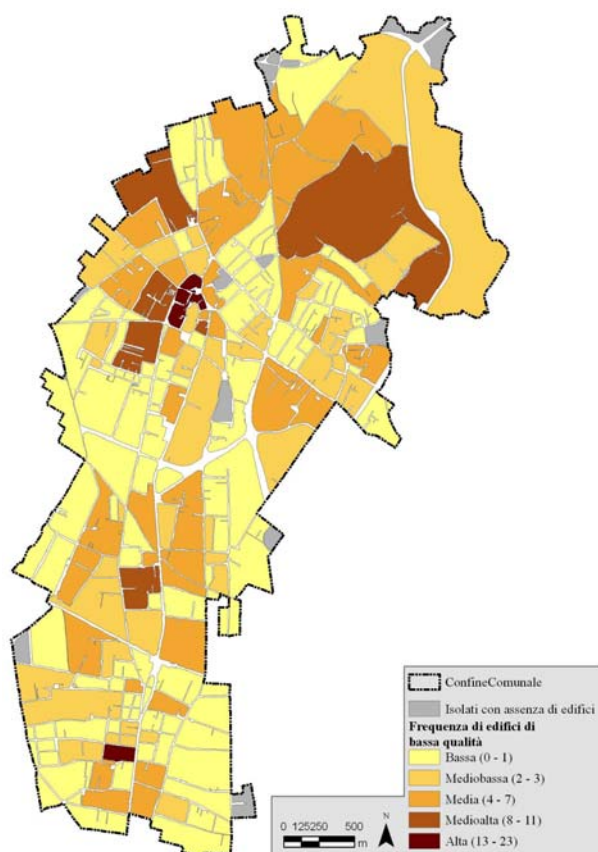 ConfineComunale
Isolati con assenza di edifici
Frequenza di edifici di
bassa qualità
Bassa (0 - 1)
Mediobassa (2 - 3)
Media (4 - 7)
Medioalta (8 - 11)
Alta (13 - 23)
0 125250 500
m
N